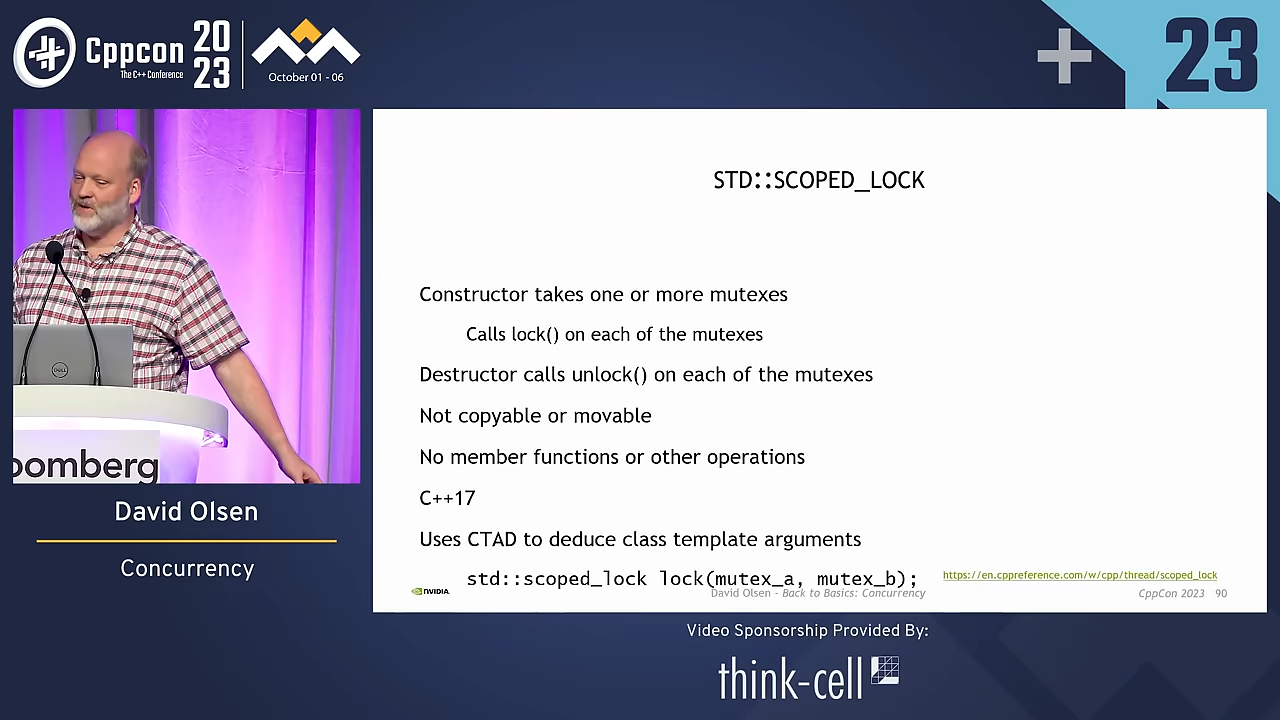 Cppcon
The C++ Conference
20
23
October 01 - 06
23
DELL
oomberg
David Olsen
Concurrency
STD::SCOPED_LOCK
Constructor takes one or more mutexes
Calls lock() on each of the mutexes
Destructor calls unlock() on each of the mutexes
Not copyable or movable
No member functions or other operations
C++17
Uses CTAD to deduce class template arguments
std::scoped_lock lock(mutex_a, mutex_b);
https://en.cppreference.com/w/cpp/thread/scoped_lock
NVIDIA.
David Olsen - Back to Basics: Concurrency
CppCon 2023 90
Video Sponsorship Provided By:
think-cell